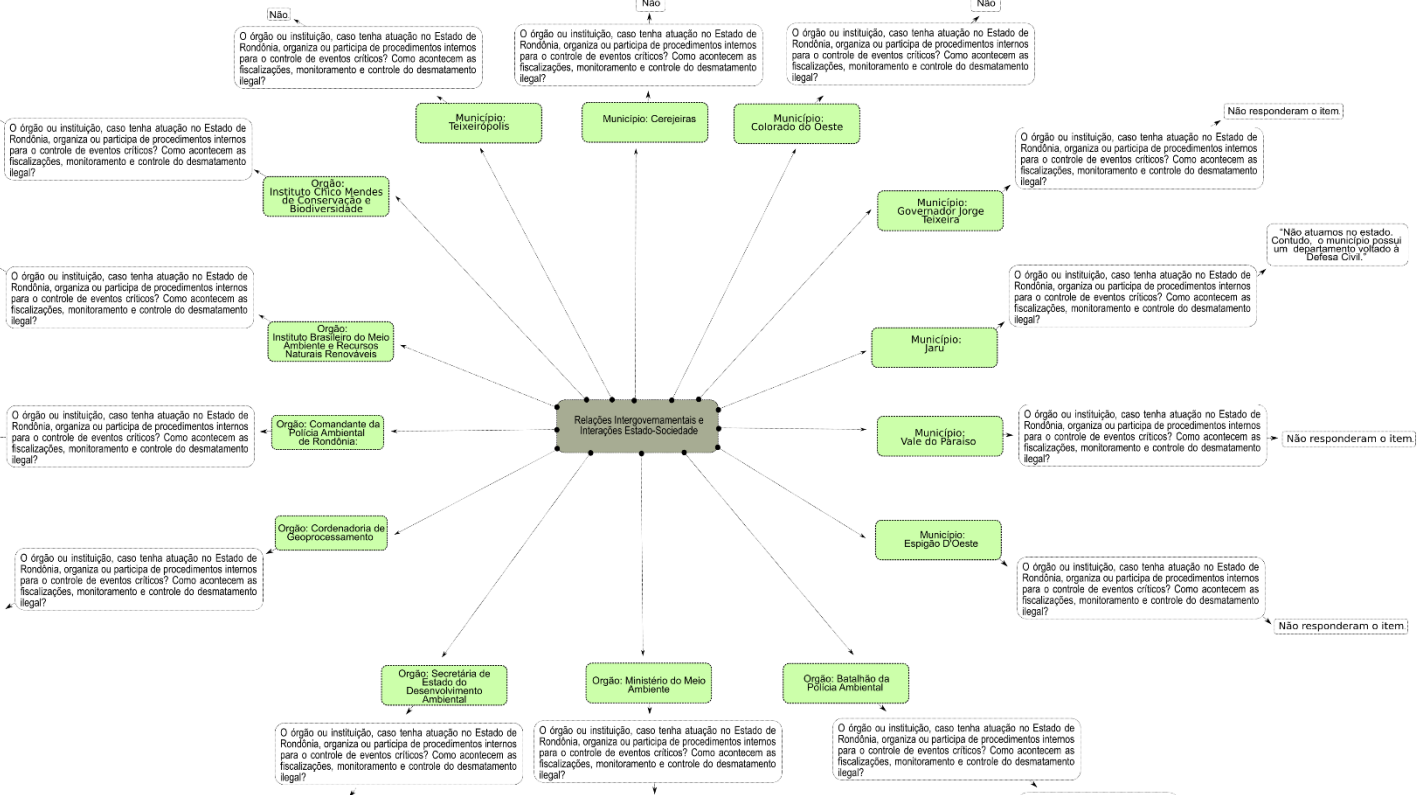 Não.
O órgão ou instituição, caso tenha atuação no Estado de
Rondônia, organiza ou participa de procedimentos internos
para o controle de eventos críticos? Como acontecem as
fiscalizações, monitoramento e controle do desmatamento
ilegal?
Município:
Teixeirópolis
Não
O órgão ou instituição, caso tenha atuação no Estado de
Rondônia, organiza ou participa de procedimentos internos
para o controle de eventos críticos? Como acontecem as
fiscalizações, monitoramento e controle do desmatamento
ilegal?
Município: Cerejeiras
Não
O órgão ou instituição, caso tenha atuação no Estado de
Rondônia, organiza ou participa de procedimentos internos
para o controle de eventos críticos? Como acontecem as
fiscalizações, monitoramento e controle do desmatamento
ilegal?
Município:
Colorado do Oeste
Não responderam o item.
O órgão ou instituição, caso tenha atuação no Estado de
Rondônia, organiza ou participa de procedimentos internos
para o controle de eventos críticos? Como acontecem as
fiscalizações, monitoramento e controle do desmatamento
ilegal?
Município:
Governador Jorge
Teixeira
O órgão ou instituição, caso tenha atuação no Estado de
Rondônia, organiza ou participa de procedimentos internos
para o controle de eventos críticos? Como acontecem as
fiscalizações, monitoramento e controle do desmatamento
ilegal?
Orgão:
Instituto Chico Mendes
de Conservação e
Biodiversidade
"Não atuamos no estado.
Contudo, o município possui
um departamento voltado à
Defesa Civil."
O órgão ou instituição, caso tenha atuação no Estado de
Rondônia, organiza ou participa de procedimentos internos
para o controle de eventos críticos? Como acontecem as
fiscalizações, monitoramento e controle do desmatamento
ilegal?
Município:
Jaru
O órgão ou instituição, caso tenha atuação no Estado de
Rondônia, organiza ou participa de procedimentos internos
para o controle de eventos críticos? Como acontecem as
fiscalizações, monitoramento e controle do desmatamento
ilegal?
Orgão:
Instituto Brasileiro do Meio
Ambiente e Recursos
Naturais Renováveis
O órgão ou instituição, caso tenha atuação no Estado de
Rondônia, organiza ou participa de procedimentos internos
para o controle de eventos críticos? Como acontecem as
fiscalizações, monitoramento e controle do desmatamento
ilegal?
Orgão: Comandante da
Polícia Ambiental
de Rondônia:
Relações Intergovernamentais e
Interações Estado-Sociedade
Município:
Vale do Paraiso
O órgão ou instituição, caso tenha atuação no Estado de
Rondônia, organiza ou participa de procedimentos internos
para o controle de eventos críticos? Como acontecem as
fiscalizações, monitoramento e controle do desmatamento
ilegal?
Não responderam o item.
Orgão: Cordenadoria de
Geoprocessamento
O órgão ou instituição, caso tenha atuação no Estado de
Rondônia, organiza ou participa de procedimentos internos
para o controle de eventos críticos? Como acontecem as
fiscalizações, monitoramento e controle do desmatamento
ilegal?
Município:
Espigão D'Oeste
O órgão ou instituição, caso tenha atuação no Estado de
Rondônia, organiza ou participa de procedimentos internos
para o controle de eventos críticos? Como acontecem as
fiscalizações, monitoramento e controle do desmatamento
ilegal?
Não responderam o item.
Orgão: Secretária de
Estado do
Desenvolvimento
Ambiental
O órgão ou instituição, caso tenha atuação no Estado de
Rondônia, organiza ou participa de procedimentos internos
para o controle de eventos críticos? Como acontecem as
fiscalizações, monitoramento e controle do desmatamento
ilegal?
Orgão: Ministério do Meio
Ambiente
O órgão ou instituição, caso tenha atuação no Estado de
Rondônia, organiza ou participa de procedimentos internos
para o controle de eventos críticos? Como acontecem as
fiscalizações, monitoramento e controle do desmatamento
ilegal?
Orgão: Batalhão da
Polícia Ambiental
O órgão ou instituição, caso tenha atuação no Estado de
Rondônia, organiza ou participa de procedimentos internos
para o controle de eventos críticos? Como acontecem as
fiscalizações, monitoramento e controle do desmatamento
ilegal?